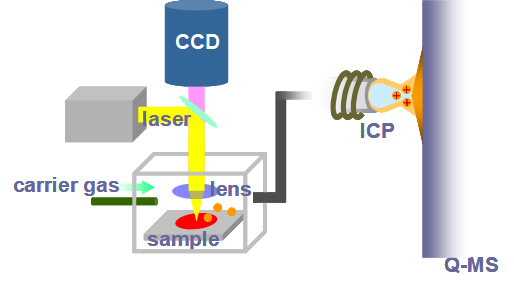 CCD
laser
ICP
carrier gas
lens
sample
Q-MS